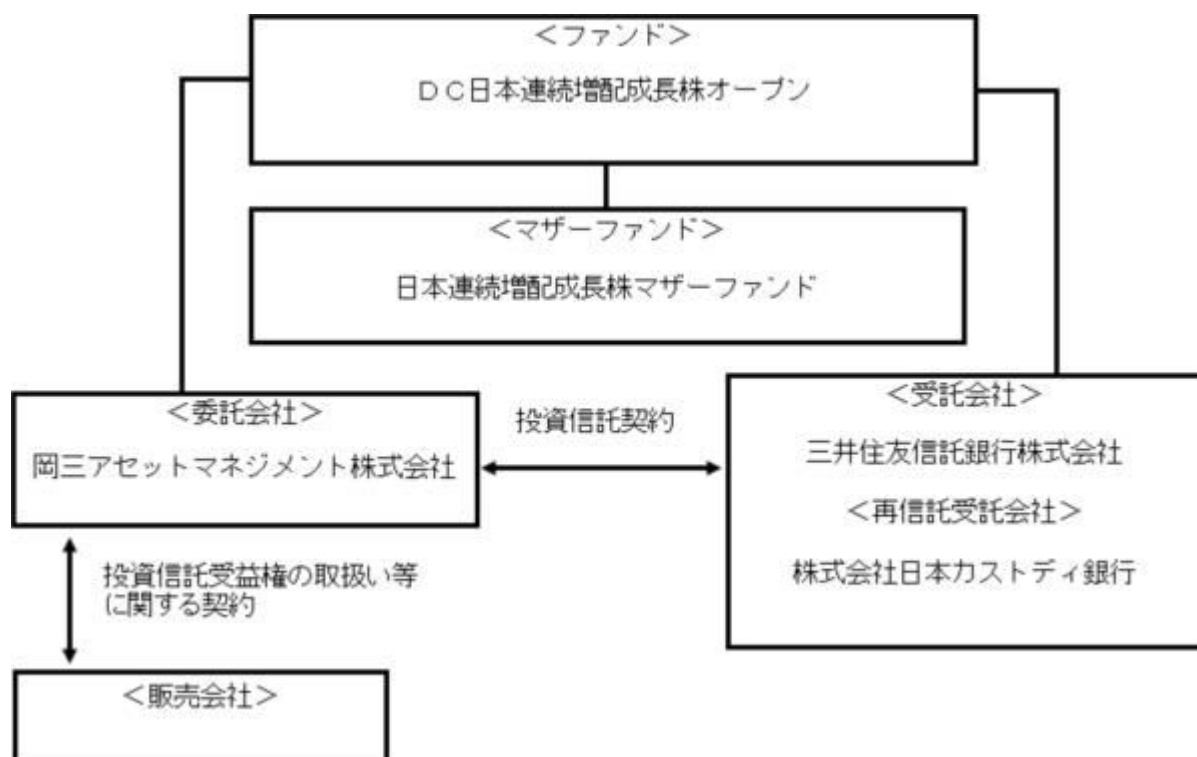 ＜ファンド＞
ＤＣ日本連続増配成長株オープン
＜マザーファンド＞
日本連続増配成長株マザーファンド
＜委託会社＞
岡三アセットマネジメント株式会社
投資信託契約
＜受託会社＞
三井住友信託銀行株式会社
＜再信託受託会社＞
株式会社日本カストディ銀行
投資信託受益権の取扱い等
に関する契約
＜販売会社＞